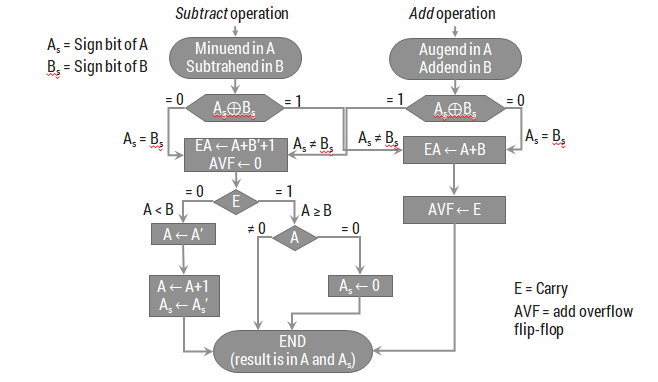 Subtract operation
Add operation
Aₛ = Sign bit of A
Bₛ = Sign bit of B
Minuend in A
Subtrahend in B
Augend in A
Addend in B
= 0
Aₛ⊕Bₛ
= 1
= 1
Aₛ⊕Bₛ
= 0
Aₛ = Bₛ
EA ← A+B'+1
AVF ← 0
Aₛ ≠ Bₛ
Aₛ ≠ Bₛ
EA ← A+B
Aₛ = Bₛ
= 0
E
= 1
A < B
A ≥ B
AVF ← E
A ← A'
≠ 0
A
= 0
A ← A+1
Aₛ ← Aₛ'
Aₛ ← 0
E = Carry
AVF = add overflow
flip-flop
END
(result is in A and Aₛ)